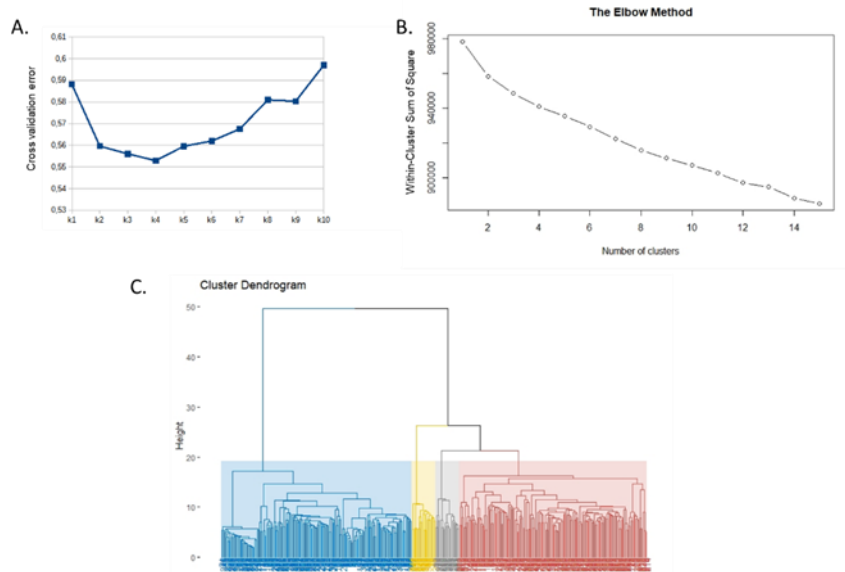 A.
0,61
0,6
0,59
0,58
0,57
0,56
0,55
0,54
0,53
Cross validation error
k1 k2 k3 k4 k5 k6 k7 k8 k9 k10
B.
The Elbow Method
980000
940000
900000
Within-Cluster Sum of Square
2 4 6 8 10 12 14
Number of clusters
C.
Cluster Dendrogram
50
40
30
20
10
0
Height